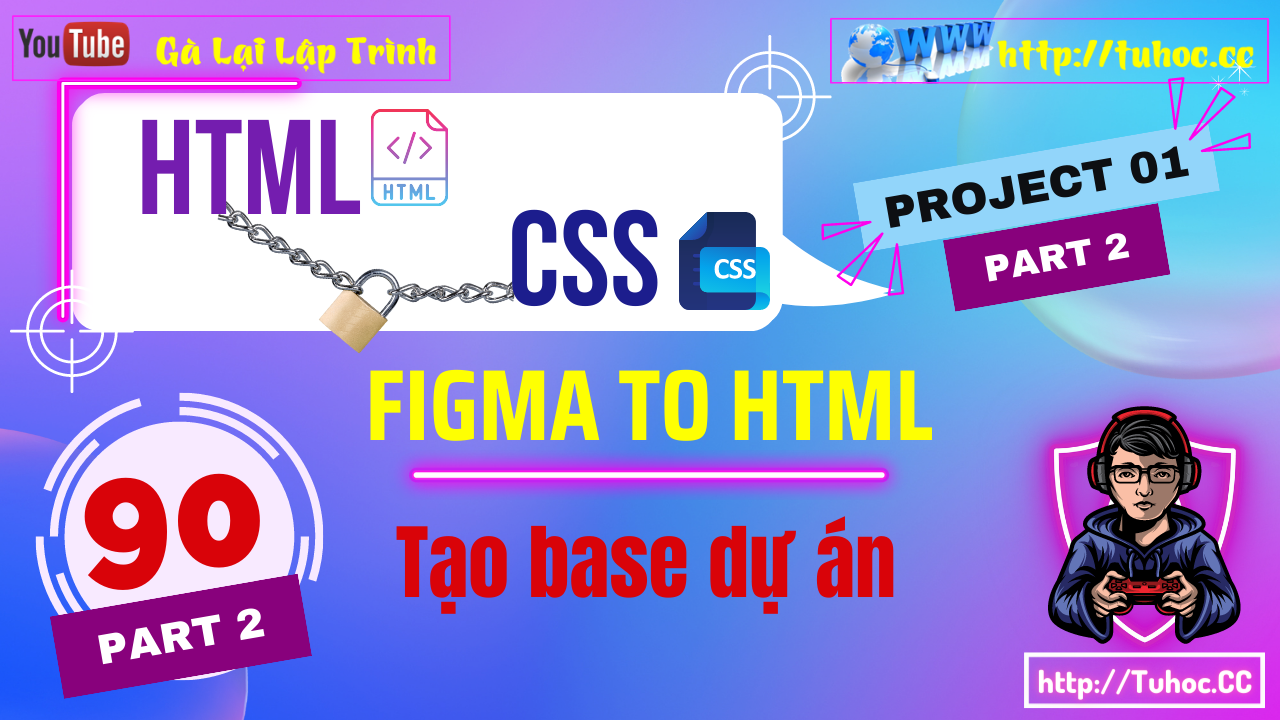 YouTube
Gà Lại Lập Trình
WWW
http://tuhoc.cc
HTML
HTML
CSS
CSS
PROJECT 01
PART 2
FIGMA TO HTML
90
PART 2
Tạo base dự án
http://Tuhoc.CC